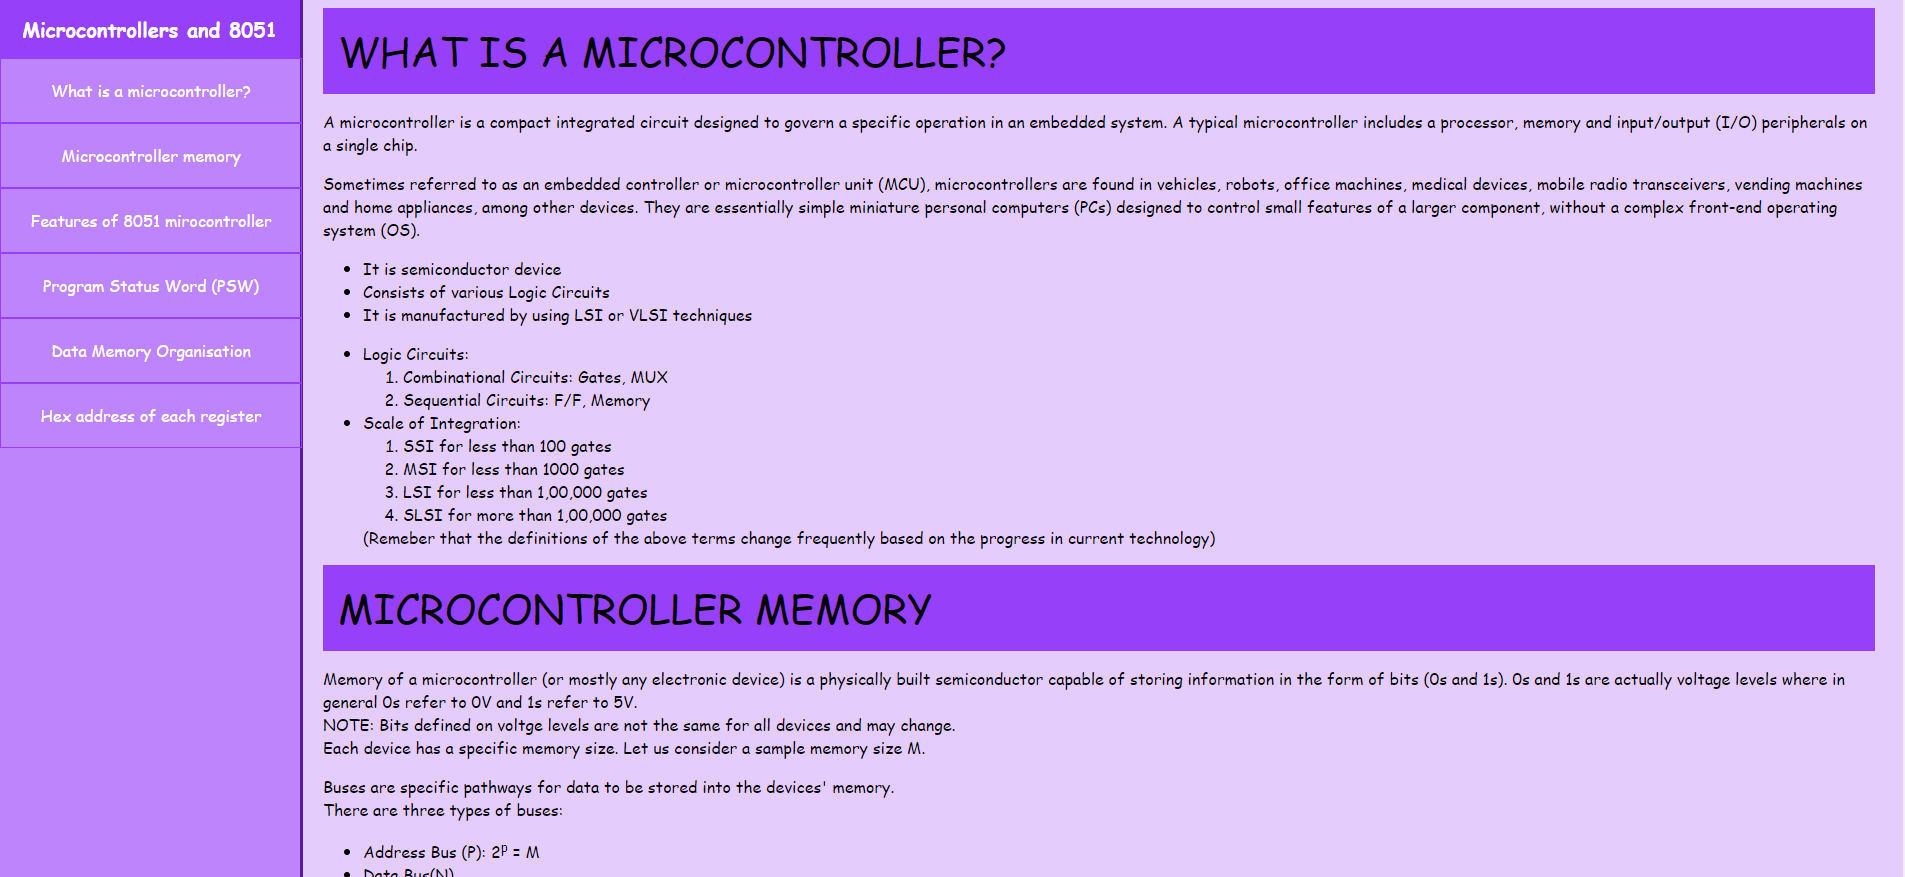 Microcontrollers and 8051
What is a microcontroller?
Microcontroller memory
Features of 8051 mirocontroller
Program Status Word (PSW)
Data Memory Organisation
Hex address of each register
WHAT IS A MICROCONTROLLER?
A microcontroller is a compact integrated circuit designed to govern a specific operation in an embedded system. A typical microcontroller includes a processor, memory and input/output (I/O) peripherals on
a single chip.
Sometimes referred to as an embedded controller or microcontroller unit (MCU), microcontrollers are found in vehicles, robots, office machines, medical devices, mobile radio transceivers, vending machines
and home appliances, among other devices. They are essentially simple miniature personal computers (PCs) designed to control small features of a larger component, without a complex front-end operating
system (OS).
• It is semiconductor device
• Consists of various Logic Circuits
• It is manufactured by using LSI or VLSI techniques
• Logic Circuits:
1. Combinational Circuits: Gates, MUX
2. Sequential Circuits: F/F, Memory
• Scale of Integration:
1. SSI for less than 100 gates
2. MSI for less than 1000 gates
3. LSI for less than 1,00,000 gates
4. SLSI for more than 1,00,000 gates
(Remeber that the definitions of the above terms change frequently based on the progress in current technology)
MICROCONTROLLER MEMORY
Memory of a microcontroller (or mostly any electronic device) is a physically built semiconductor capable of storing information in the form of bits (0s and 1s). 0s and 1s are actually voltage levels where in
general 0s refer to 0V and 1s refer to 5V.
NOTE: Bits defined on voltge levels are not the same for all devices and may change.
Each device has a specific memory size. Let us consider a sample memory size M.
Buses are specific pathways for data to be stored into the devices' memory.
There are three types of buses:
• Address Bus (P): 2ᵖ = M
• Data Bus(N)